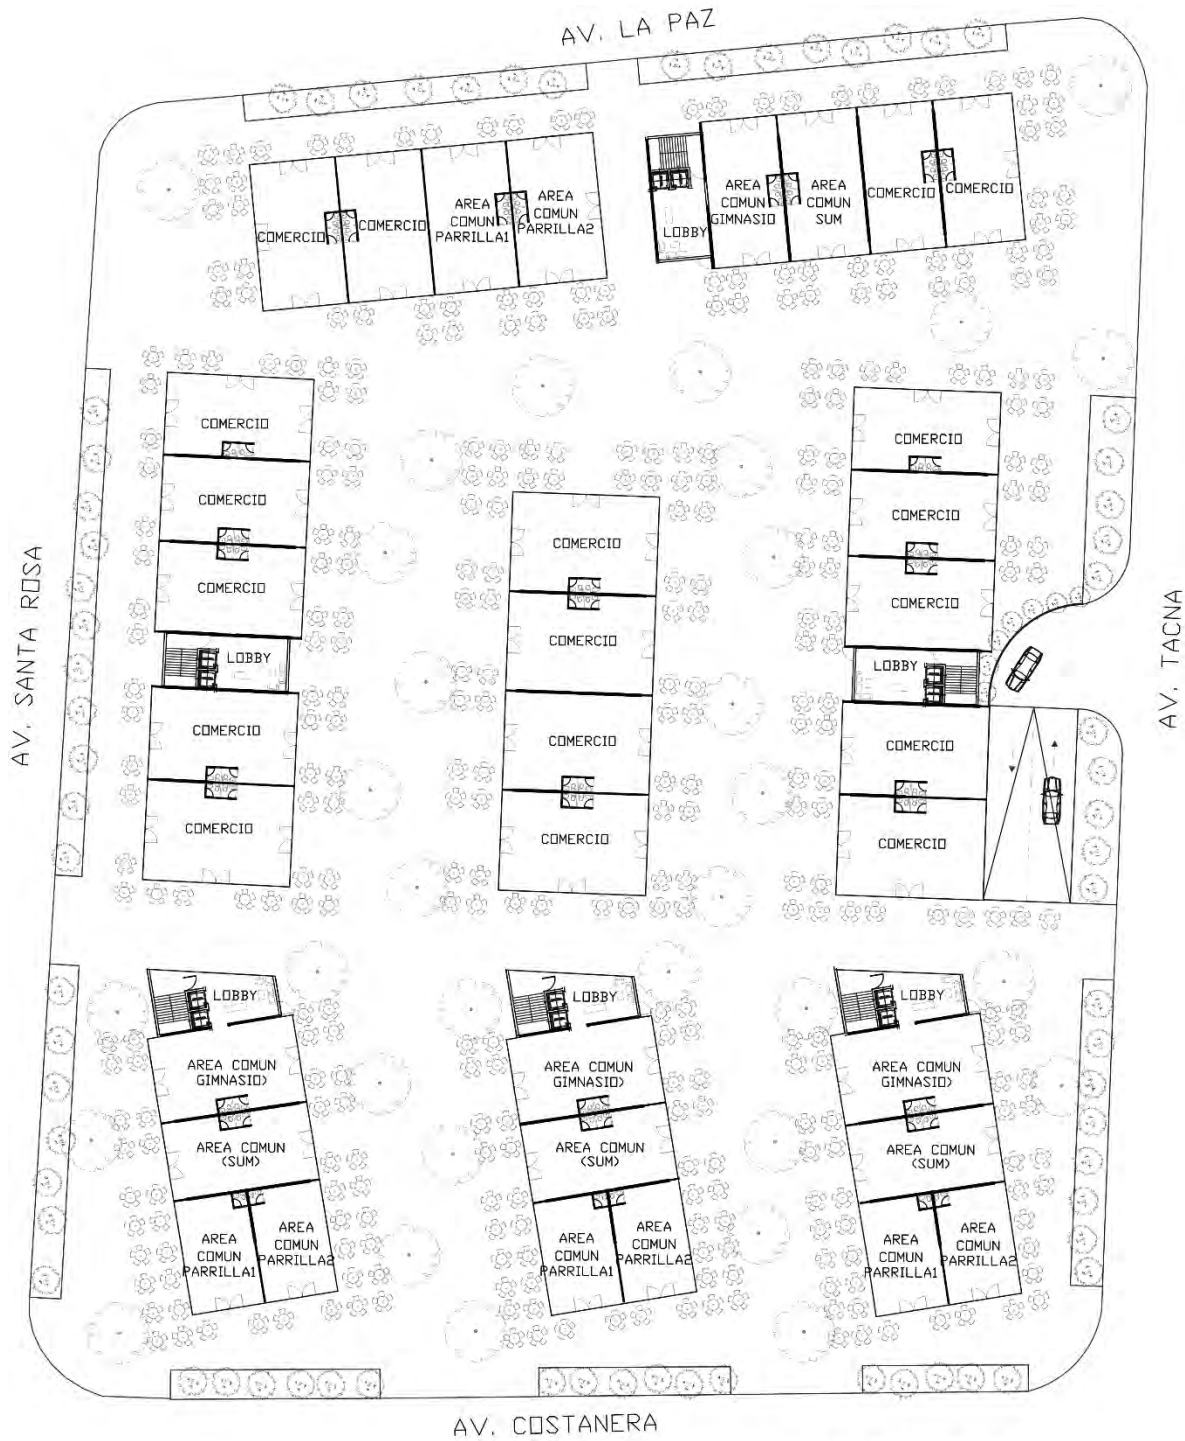 AV. LA PAZ
COMERCIO
COMERCIO
AREA
COMUN
PARRILLA1
AREA
COMUN
PARRILLA2
LOBBY
AREA
COMUN
GIMNASIO
AREA
COMUN
SUM
COMERCIO
COMERCIO
COMERCIO
COMERCIO
COMERCIO
LOBBY
COMERCIO
COMERCIO
COMERCIO
COMERCIO
COMERCIO
COMERCIO
COMERCIO
COMERCIO
COMERCIO
LOBBY
COMERCIO
COMERCIO
AV. SANTA ROSA
AV. TACNA
LOBBY
AREA COMUN
GIMNASIO)
AREA COMUN
(SUM)
AREA
COMUN
PARRILLA1
AREA
COMUN
PARRILLA2
LOBBY
AREA COMUN
GIMNASIO)
AREA COMUN
(SUM)
AREA
COMUN
PARRILLA1
AREA
COMUN
PARRILLA2
LOBBY
AREA COMUN
GIMNASIO)
AREA COMUN
(SUM)
AREA
COMUN
PARRILLA1
AREA
COMUN
PARRILLA2
AV. COSTANERA